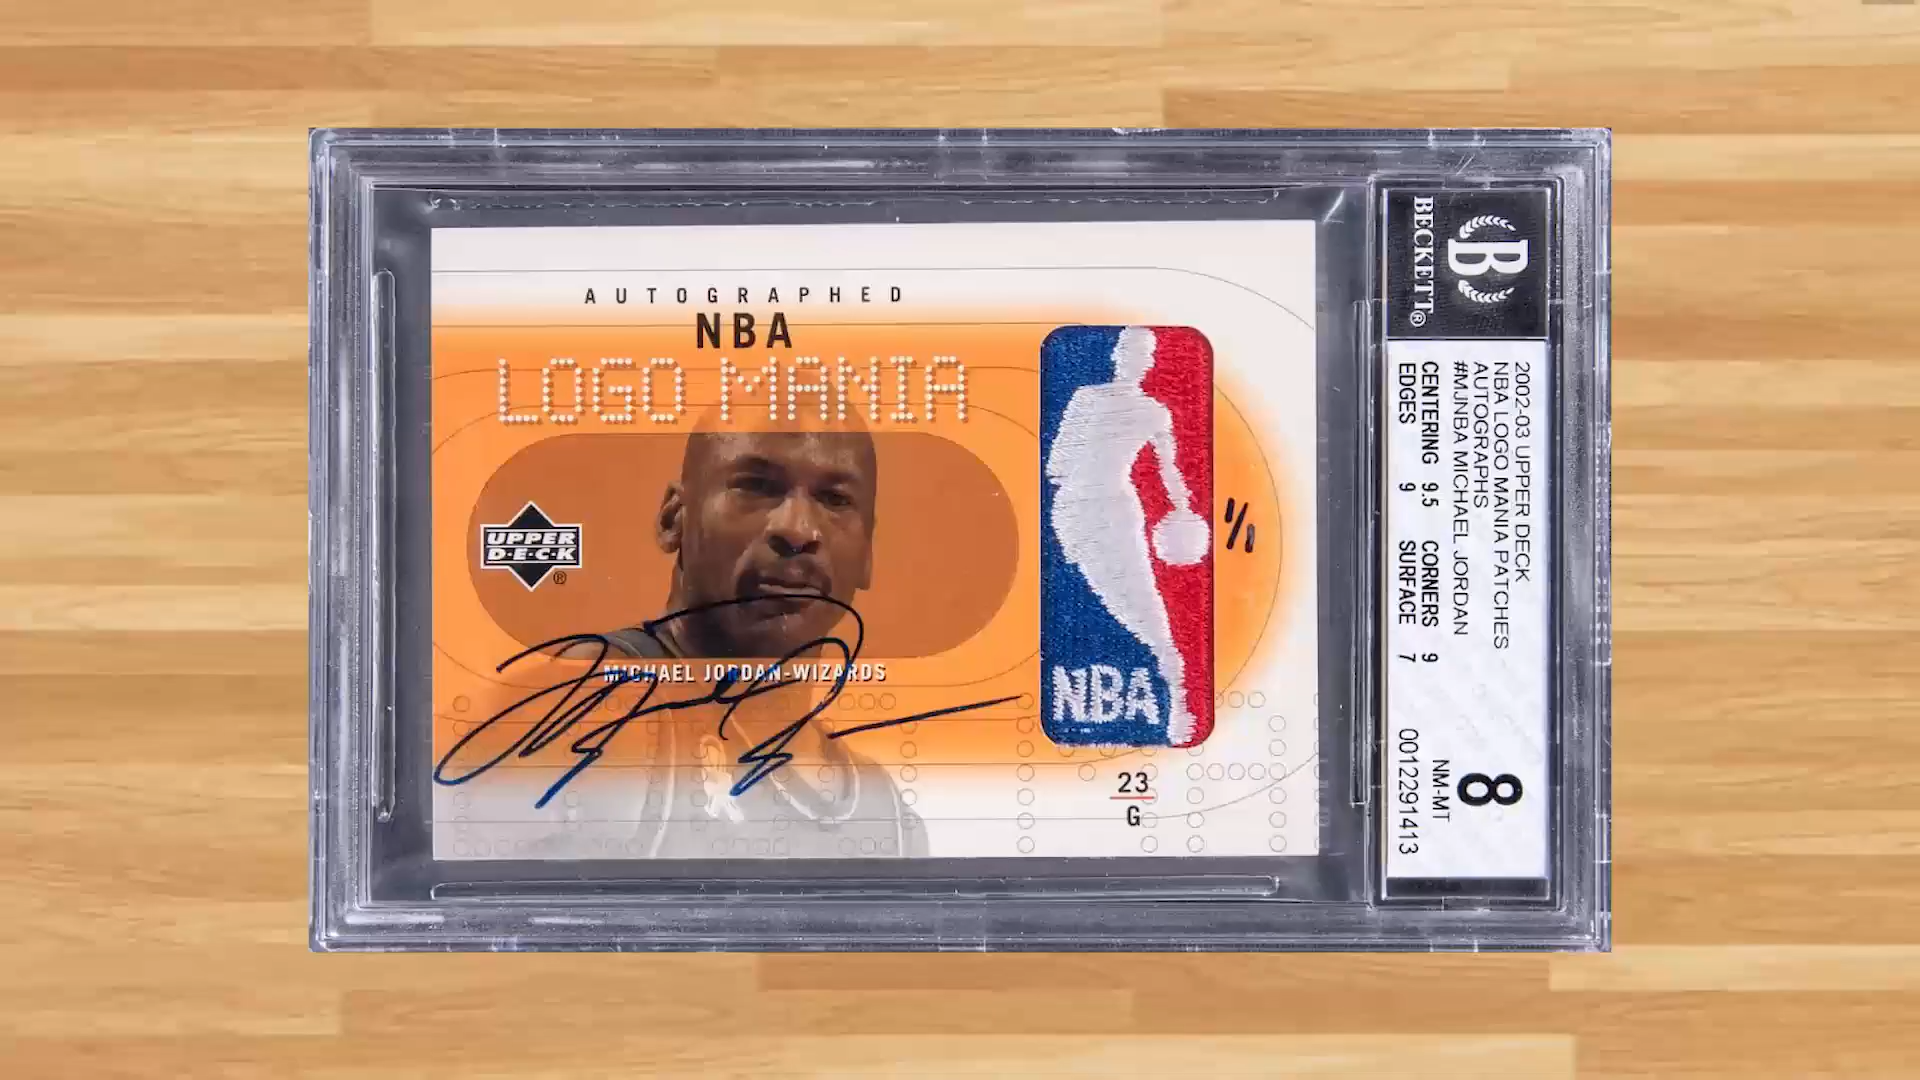 AUTOGRAPHED
NBA
LOGO MANIA
UPPER
D·E·C·K
®
MICHAEL JORDAN-WIZARDS
NBA
1/1
23
G
B
BECKETT®
2002-03 UPPER DECK
NBA LOGO MANIA PATCHES
AUTOGRAPHS
#MJNBA MICHAEL JORDAN
CENTERING 9.5 CORNERS 9
EDGES 9 SURFACE 7
8
NM-MT
0012291413